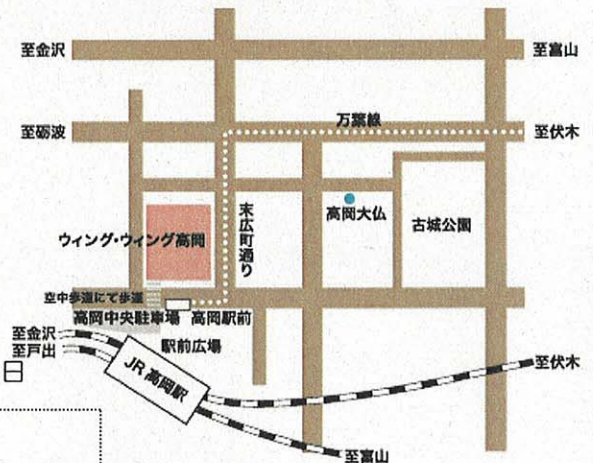 至金沢
至富山
万葉線
至砺波
至伏木
高岡大仏
古城公園
末広町通り
ウィング・ウィング高岡
空中歩道にて歩道
高岡中央駐車場
高岡駅前
駅前広場
至金沢
至戸出
JR高岡駅
至伏木
至富山